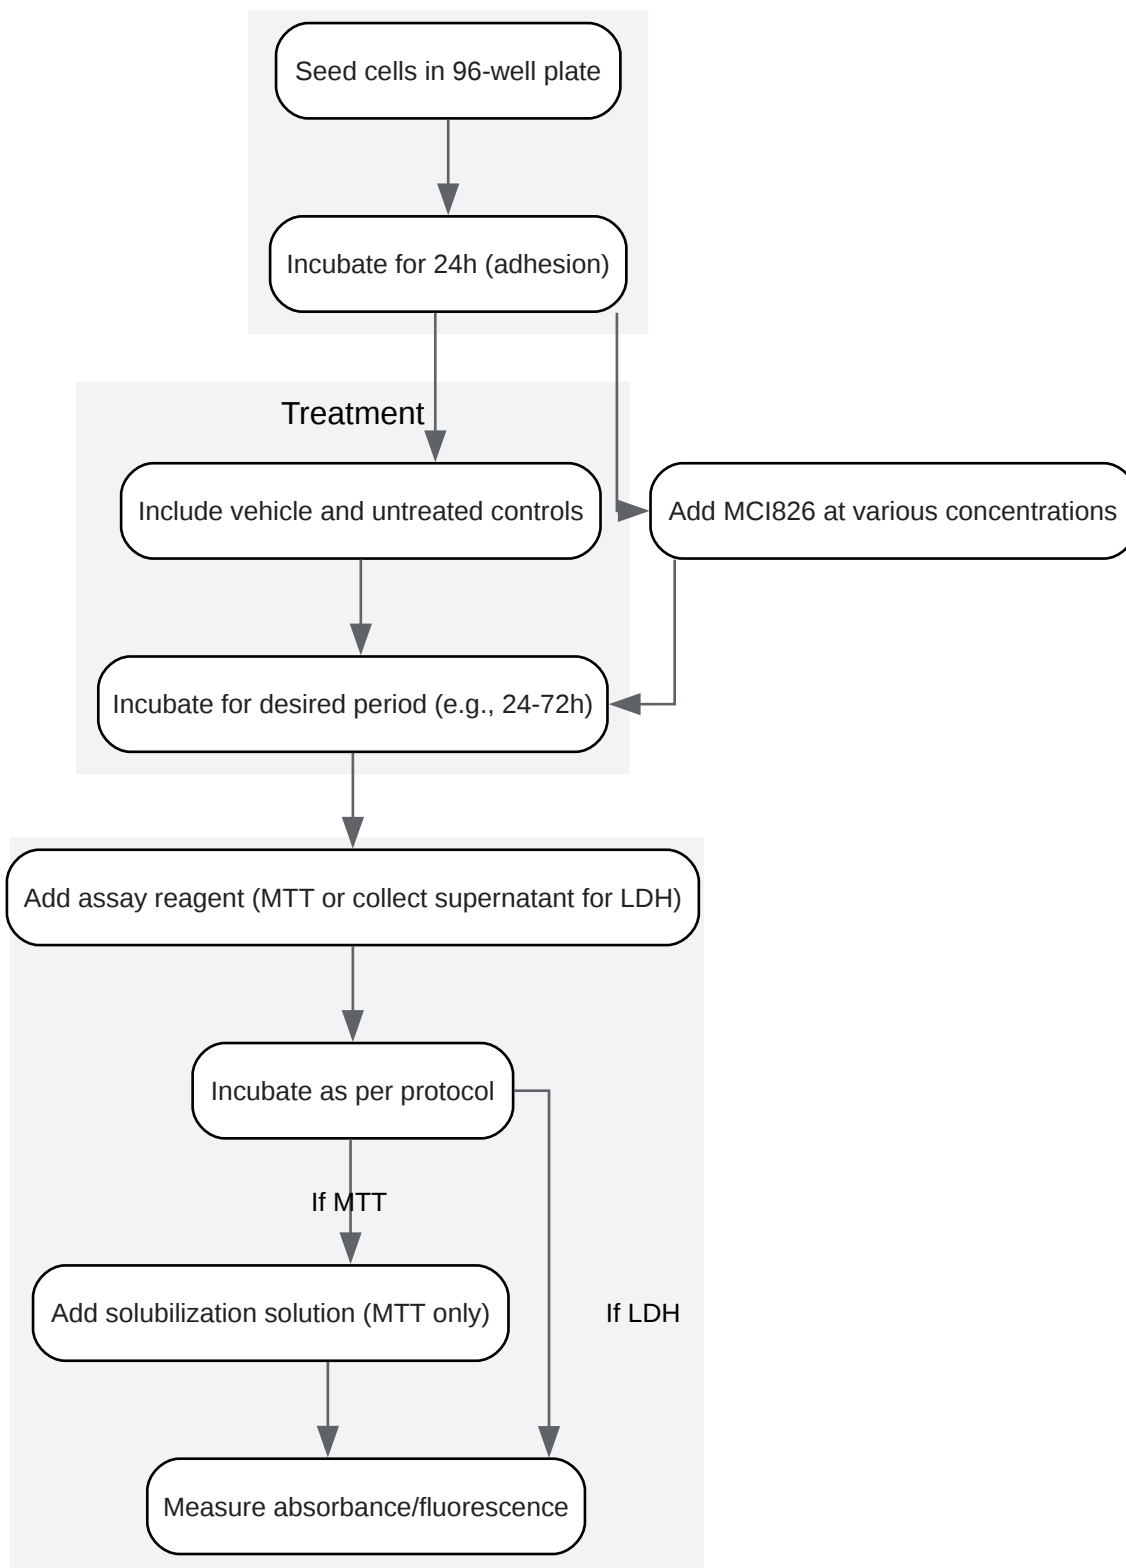 Seed cells in 96-well plate
Incubate for 24h (adhesion)
Treatment
Include vehicle and untreated controls
Add MCI826 at various concentrations
Incubate for desired period (e.g., 24-72h)
Add assay reagent (MTT or collect supernatant for LDH)
Incubate as per protocol
If MTT
Add solubilization solution (MTT only)
If LDH
Measure absorbance/fluorescence